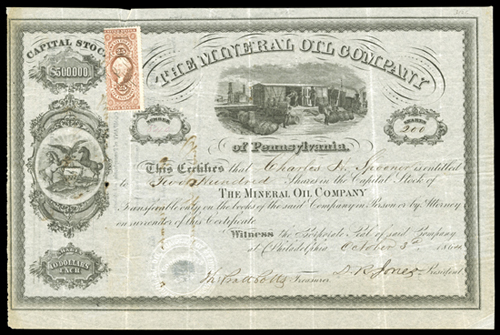 CAPITAL STOCK
$500000
THE MINERAL OIL COMPANY
SHARES
200
of Pennsylvania.
This Certifies that Charles W. Spooner is entitled
to Two Hundred Shares in the Capital Stock of
THE MINERAL OIL COMPANY
Transferable only on the books of the said Company in Person or by Attorney
on surrender of this Certificate
Witness the Corporate Seal of said Company
at Philadelphia October 3d 1864
10 DOLLARS
EACH
Treasurer
D. R. Jones President